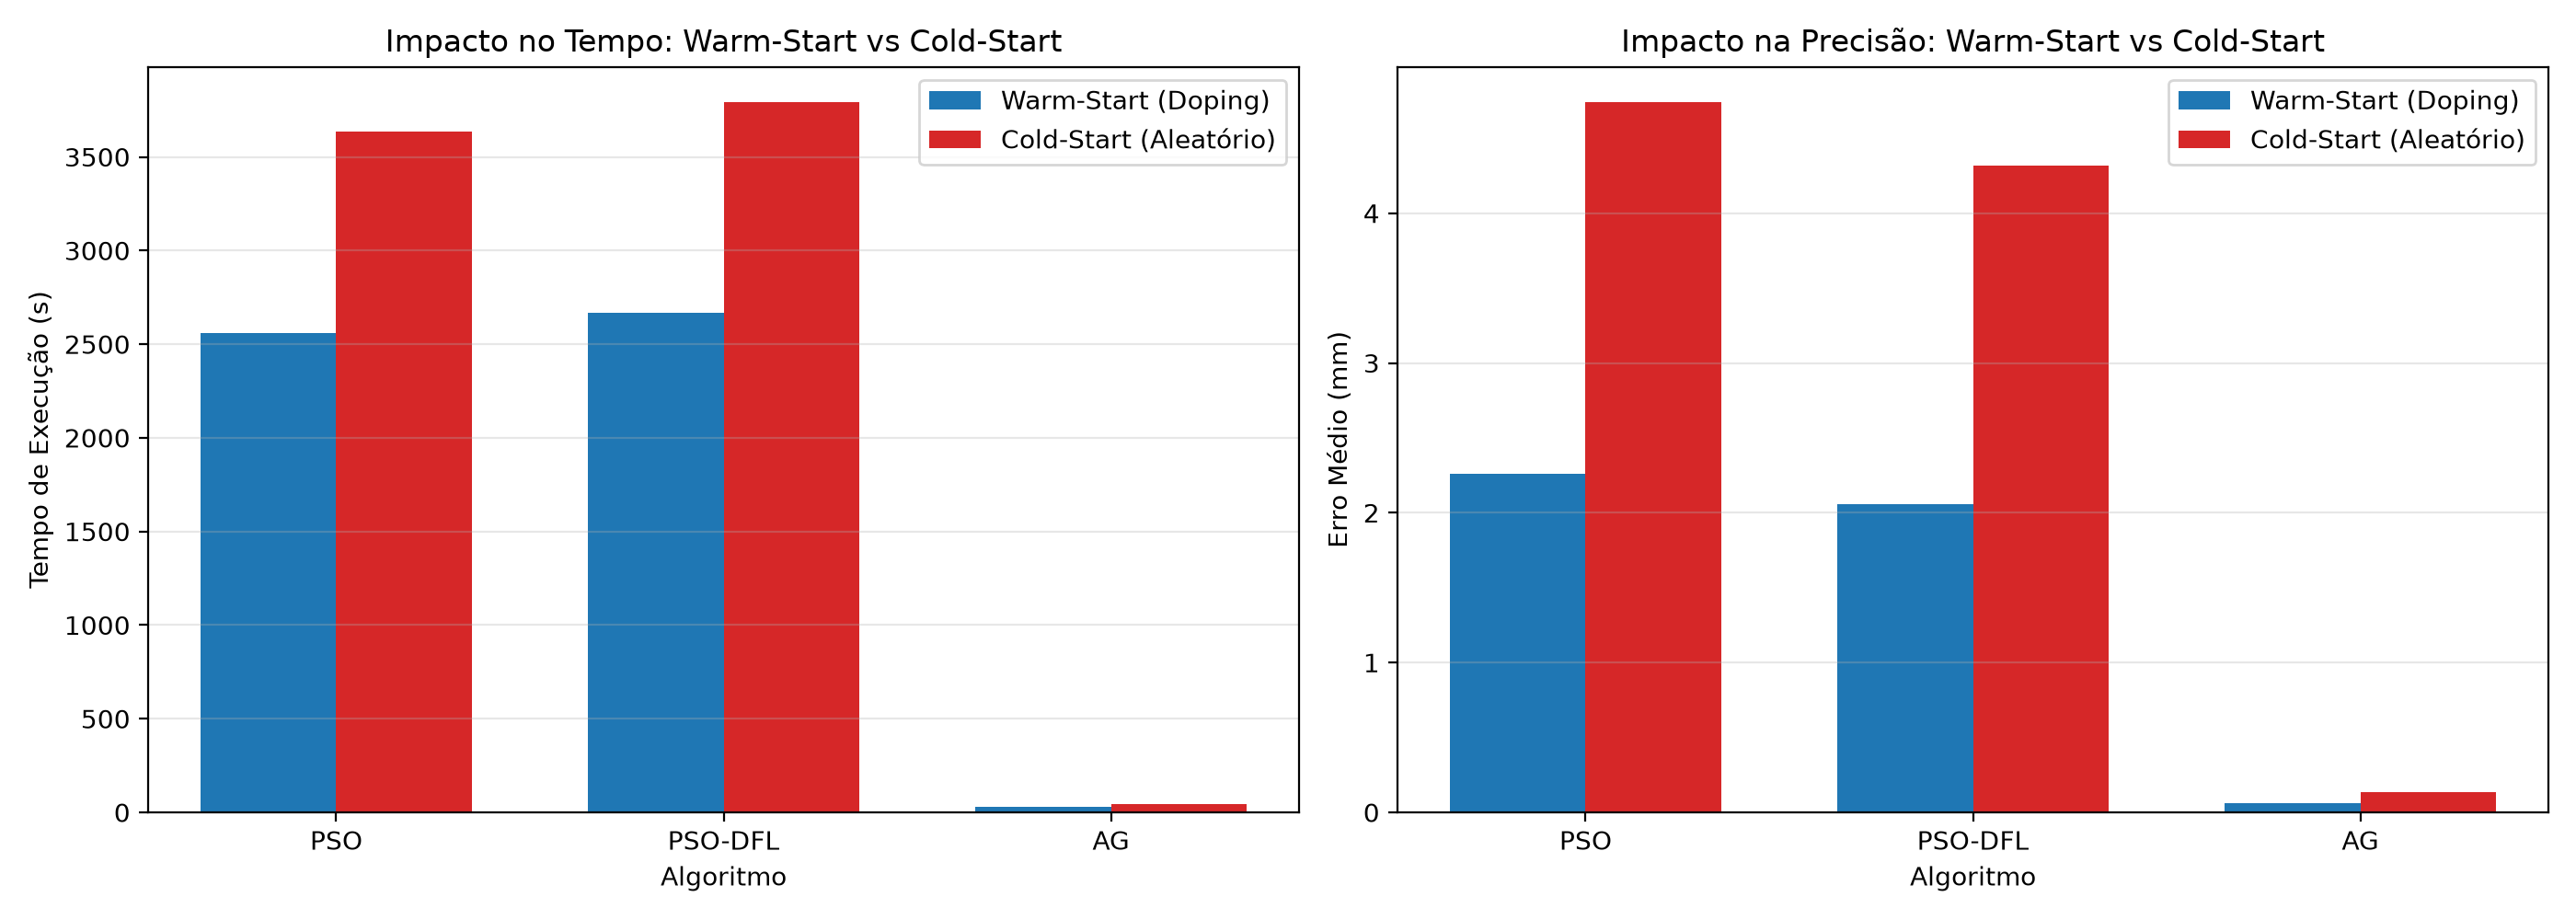 Impacto no Tempo: Warm-Start vs Cold-Start
Warm-Start (Doping)
Cold-Start (Aleatório)
Tempo de Execução (s)
3500
3000
2500
2000
1500
1000
500
0
PSO
PSO-DFL
AG
Algoritmo
Impacto na Precisão: Warm-Start vs Cold-Start
Warm-Start (Doping)
Cold-Start (Aleatório)
Erro Médio (mm)
4
3
2
1
0
PSO
PSO-DFL
AG
Algoritmo